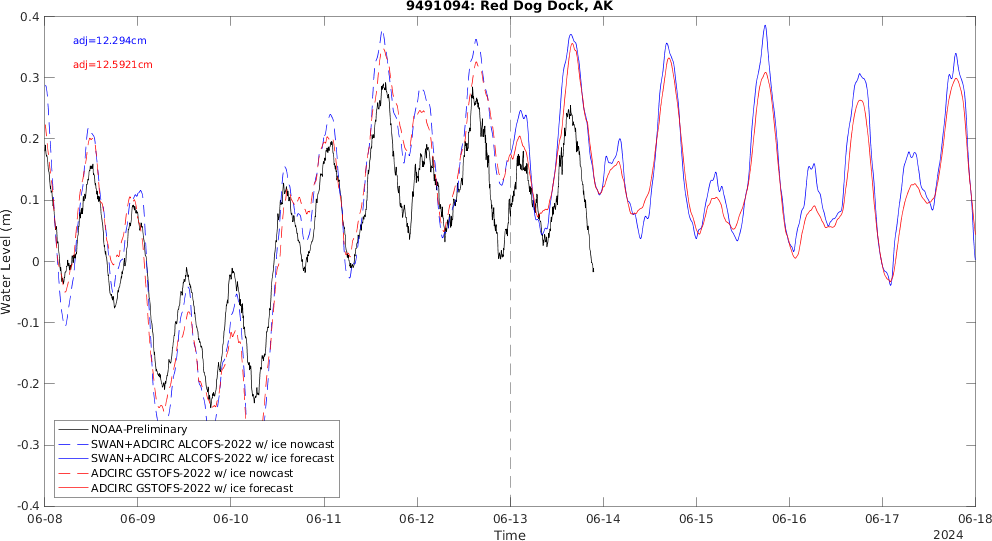 9491094: Red Dog Dock, AK
adj=12.294cm
adj=12.5921cm
Water Level (m)
0.4
0.3
0.2
0.1
0
-0.1
-0.2
-0.3
-0.4
NOAA-Preliminary
SWAN+ADCIRC ALCOFS-2022 w/ ice nowcast
SWAN+ADCIRC ALCOFS-2022 w/ ice forecast
ADCIRC GSTOFS-2022 w/ ice nowcast
ADCIRC GSTOFS-2022 w/ ice forecast
06-08 06-09 06-10 06-11 06-12 06-13 06-14 06-15 06-16 06-17 06-18
Time
2024